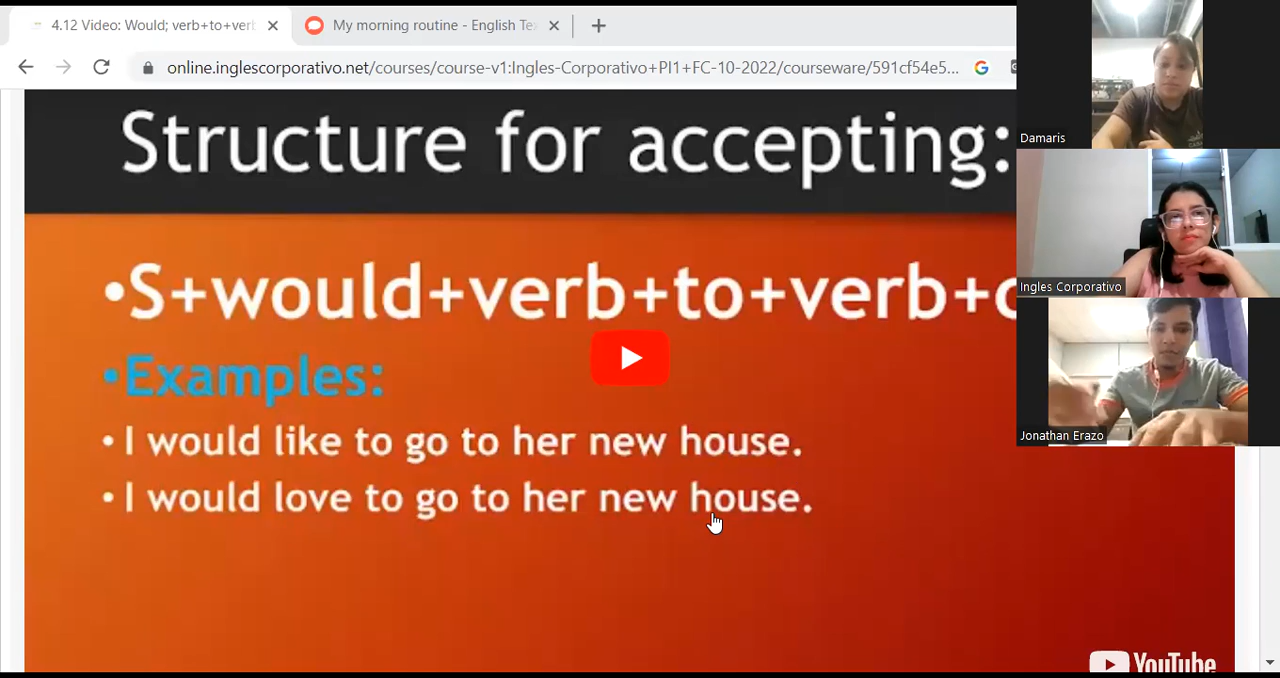 4.12 Video: Would; verb+to+verb
My morning routine - English Te
online.inglescorporativo.net/courses/course-v1:Ingles-Corporativo+PI1+FC-10-2022/courseware/591cf54e5...
Structure for accepting:
•S+would+verb+to+verb+
•Examples:
• I would like to go to her new house.
• I would love to go to her new house.
YouTube
Damaris
Ingles Corporativo
Jonathan Erazo